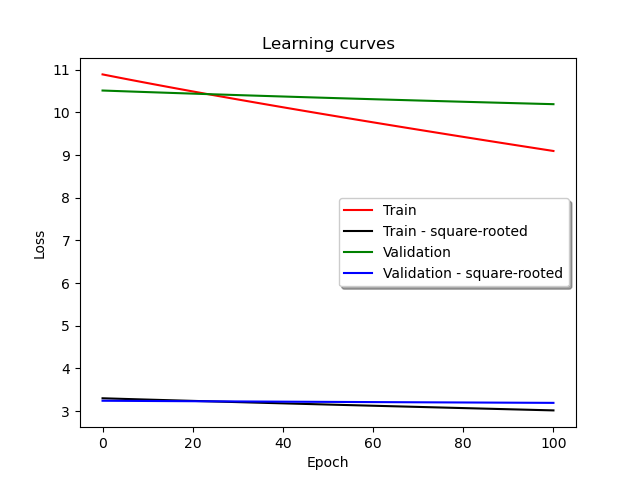 Learning curves
11
10
9
8
7
6
5
4
3
Loss
Train
Train - square-rooted
Validation
Validation - square-rooted
0 20 40 60 80 100
Epoch